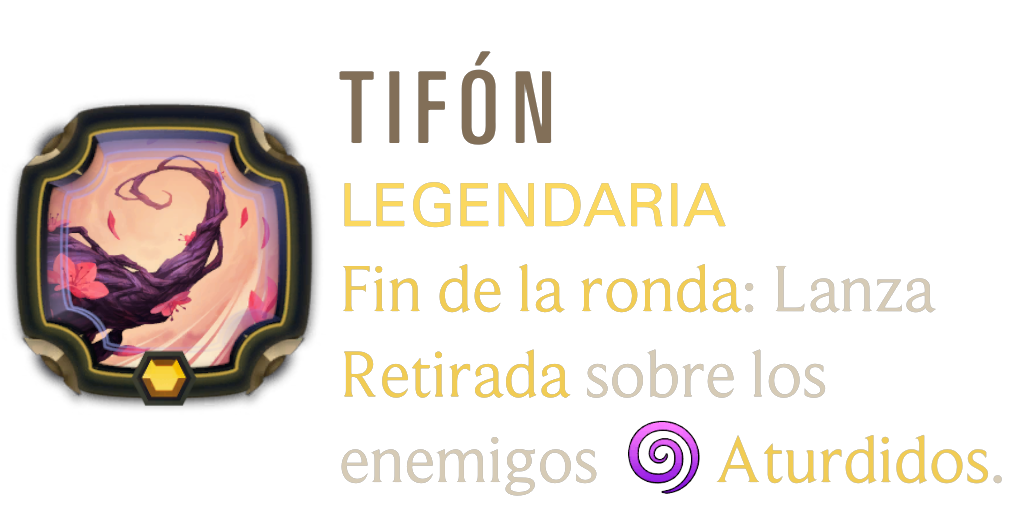 TIFÓN
LEGENDARIA
Fin de la ronda: Lanza
Retirada sobre los
enemigos Aturdidos.